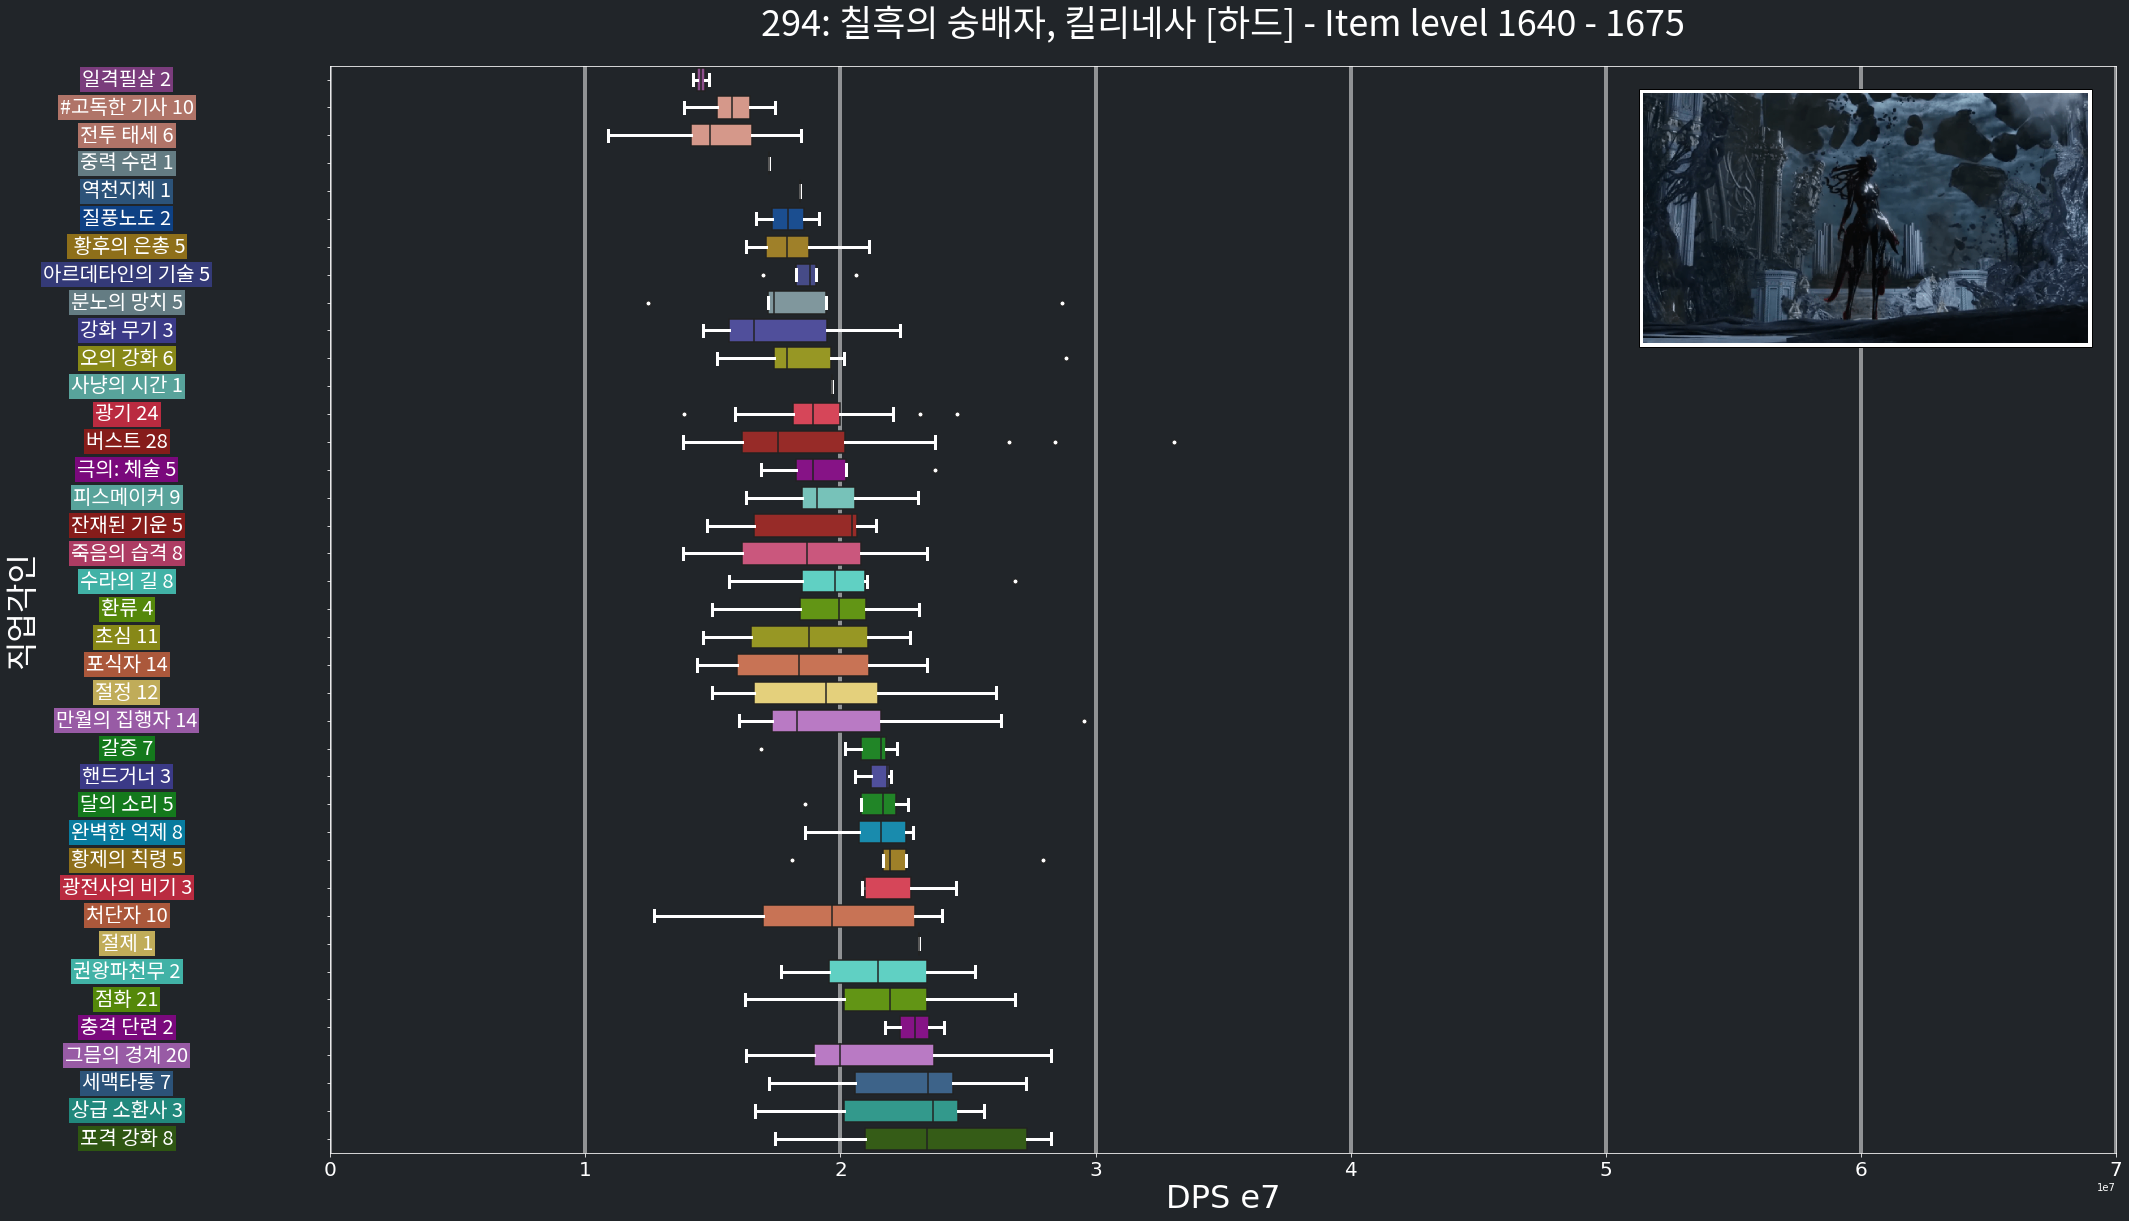 294: 칠흑의 숭배자, 킬리네사 [하드] - Item level 1640 - 1675
일격필살 2
#고독한 기사 10
전투 태세 6
중력 수련 1
역천지체 1
질풍노도 2
황후의 은총 5
아르데타인의 기술 5
분노의 망치 5
강화 무기 3
오의 강화 6
사냥의 시간 1
광기 24
버스트 28
극의: 체술 5
피스메이커 9
잔재된 기운 5
죽음의 습격 8
수라의 길 8
환류 4
초심 11
포식자 14
절정 12
만월의 집행자 14
갈증 7
핸드거너 3
달의 소리 5
완벽한 억제 8
황제의 칙령 5
광전사의 비기 3
처단자 10
절제 1
권왕파천무 2
점화 21
충격 단련 2
그믐의 경계 20
세맥타통 7
상급 소환사 3
포격 강화 8
직업각인
0 1 2 3 4 5 6 7
1e7
DPS e7